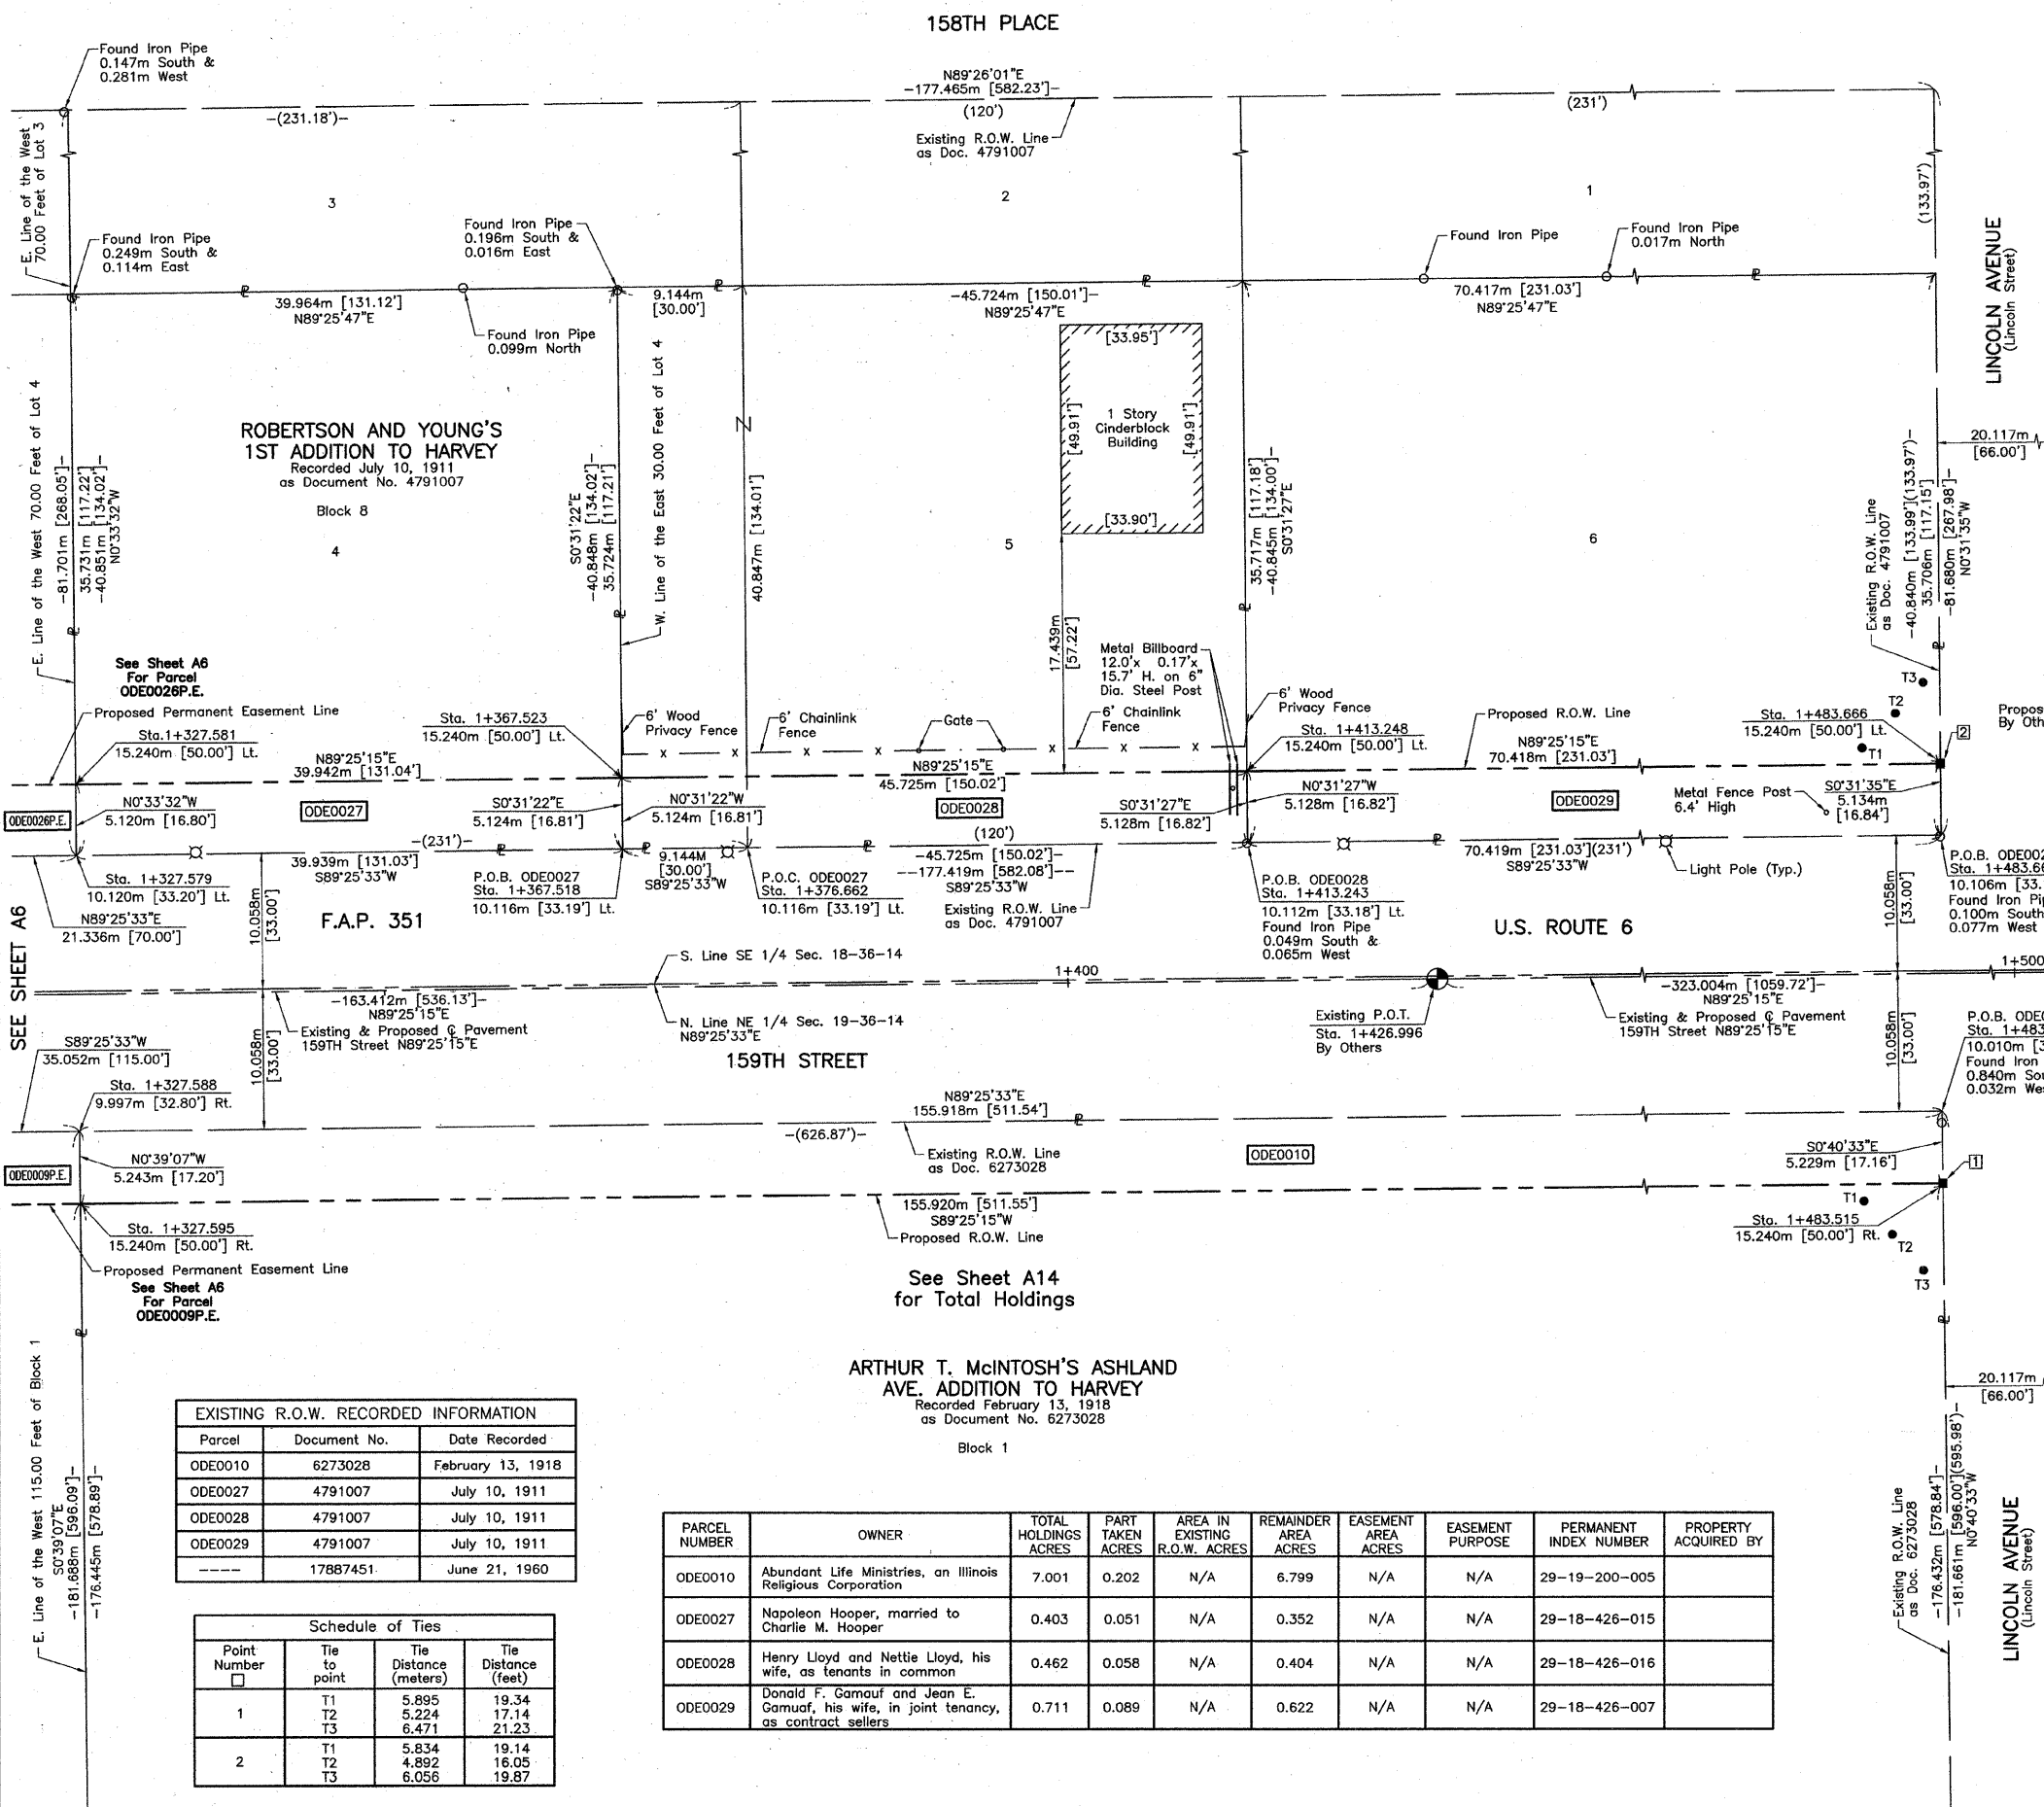 158TH PLACE
Found Iron Pipe
0.147m South &
0.281m West
N89°26'01"E
-177.465m [582.23']-
-(231.18')-
(120')
(231')
Existing R.O.W. Line
as Doc. 4791007
E. Line of the West
70.00 Feet of Lot 3
3
2
1
(133.97')
LINCOLN AVENUE
(Lincoln Street)
Found Iron Pipe
0.249m South &
0.114m East
Found Iron Pipe
0.196m South &
0.016m East
Found Iron Pipe
Found Iron Pipe
0.017m North
39.964m [131.12']
N89°25'47"E
9.144m
[30.00']
-45.724m [150.01']-
N89°25'47"E
70.417m [231.03']
N89°25'47"E
Found Iron Pipe
0.099m North
ROBERTSON AND YOUNG'S
1ST ADDITION TO HARVEY
Recorded July 10, 1911
as Document No. 4791007
Block 8
4
5
6
E. Line of the West 70.00 Feet of Lot 4
-81.701m [268.05']-
35.731m [117.22']
-40.851m [134.02']-
N0°33'32"W
S0°31'22"E
-40.848m [134.02']-
35.724m [117.21']
W. Line of the East 30.00 Feet of Lot 4
40.847m [134.01']
[33.95']
[49.91']
1 Story
Cinderblock
Building
[49.91']
[33.90']
17.439m
[57.22']
35.717m [117.18']
-40.845m [134.00']-
S0°31'27"E
Existing R.O.W. Line
as Doc. 4791007
-40.840m [133.99'](133.97')-
35.706m [117.15']
-81.680m [267.98']-
N0°31'35"W
20.117m
[66.00']
See Sheet A6
For Parcel
ODE0026P.E.
Proposed Permanent Easement Line
Sta.1+327.581
15.240m [50.00'] Lt.
Sta. 1+367.523
15.240m [50.00'] Lt.
6' Wood
Privacy Fence
6' Chainlink
Fence
Gate
Metal Billboard
12.0'x 0.17'x
15.7' H. on 6"
Dia. Steel Post
6' Chainlink
Fence
6' Wood
Privacy Fence
Sta. 1+413.248
15.240m [50.00'] Lt.
Proposed R.O.W. Line
Sta. 1+483.666
15.240m [50.00'] Lt.
T3
T2
T1
2
By
N89°25'15"E
39.942m [131.04']
N89°25'15"E
45.725m [150.02']
N89°25'15"E
70.418m [231.03']
ODE0026P.E.
N0°33'32"W
5.120m [16.80']
ODE0027
S0°31'22"E
5.124m [16.81']
N0°31'22"W
5.124m [16.81']
ODE0028
S0°31'27"E
5.128m [16.82']
N0°31'27"W
5.128m [16.82']
ODE0029
Metal Fence Post
6.4' High
S0°31'35"E
5.134m
[16.84']
-(231')-
39.939m [131.03']
S89°25'33"W
9.144M
[30.00']
S89°25'33"W
(120')
-45.725m [150.02']-
--177.419m [582.08']--
S89°25'33"W
70.419m [231.03'](231')
S89°25'33"W
Light Pole (Typ.)
Sta. 1+327.579
10.120m [33.20'] Lt.
N89°25'33"E
21.336m [70.00']
P.O.B. ODE0027
Sta. 1+367.518
10.116m [33.19'] Lt.
P.O.C. ODE0027
Sta. 1+376.662
10.116m [33.19'] Lt.
Existing R.O.W. Line
as Doc. 4791007
P.O.B. ODE0028
Sta. 1+413.243
10.112m [33.18'] Lt.
Found Iron Pipe
0.049m South &
0.065m West
P.O.B.
Sta.
10.106m
Found Iron
0.100m South
0.077m West
SEE SHEET A6
10.058m
[33.00']
F.A.P. 351
U.S. ROUTE 6
10.058m
[33.00']
S. Line SE 1/4 Sec. 18-36-14
1+400
1+500
-163.412m [536.13']-
N89°25'15"E
Existing & Proposed ℄ Pavement
159TH Street N89°25'15"E
N. Line NE 1/4 Sec. 19-36-14
N89°25'33"E
Existing P.O.T.
Sta. 1+426.996
By Others
-323.004m [1059.72']-
N89°25'15"E
Existing & Proposed ℄ Pavement
159TH Street N89°25'15"E
159TH STREET
S89°25'33"W
35.052m [115.00']
Sta. 1+327.588
9.997m [32.80'] Rt.
10.058m
[33.00']
10.058m
[33.00']
P.O.B.
Sta.
10.010m
Found Iron
0.840m
0.032m
N89°25'33"E
155.918m [511.54']
-(626.87')-
Existing R.O.W. Line
as Doc. 6273028
ODE0009P.E.
N0°39'07"W
5.243m [17.20']
ODE0010
S0°40'33"E
5.229m [17.16']
1
155.920m [511.55']
S89°25'15"W
Proposed R.O.W. Line
Sta. 1+327.595
15.240m [50.00'] Rt.
Sta. 1+483.515
15.240m [50.00'] Rt.
T1
T2
T3
Proposed Permanent Easement Line
See Sheet A6
For Parcel
ODE0009P.E.
See Sheet A14
for Total Holdings
ARTHUR T. McINTOSH'S ASHLAND
AVE. ADDITION TO HARVEY
Recorded February 13, 1918
as Document No. 6273028
Block 1
20.117m
[66.00']
E. Line of the West 115.00 Feet of Block 1
S0°39'07"E
-181.688m [596.09']-
-176.445m [578.89']-
Existing R.O.W. Line
as Doc. 6273028
-176.432m [578.84']-
-181.661m [596.00'](595.98')-
N0°40'33"W
LINCOLN AVENUE
(Lincoln Street)
EXISTING R.O.W. RECORDED INFORMATION
Parcel Document No. Date Recorded
ODE0010 6273028 February 13, 1918
ODE0027 4791007 July 10, 1911
ODE0028 4791007 July 10, 1911
ODE0029 4791007 July 10, 1911
---- 17887451 June 21, 1960
Schedule of Ties
Point Tie Tie Tie
Number to Distance Distance
□ point (meters) (feet)
T1 5.895 19.34
1 T2 5.224 17.14
T3 6.471 21.23
T1 5.834 19.14
2 T2 4.892 16.05
T3 6.056 19.87
PARCEL NUMBER OWNER TOTAL HOLDINGS ACRES PART TAKEN ACRES AREA IN EXISTING R.O.W. ACRES REMAINDER AREA ACRES EASEMENT AREA ACRES EASEMENT PURPOSE PERMANENT INDEX NUMBER PROPERTY ACQUIRED BY
ODE0010 Abundant Life Ministries, an Illinois Religious Corporation 7.001 0.202 N/A 6.799 N/A N/A 29-19-200-005
ODE0027 Napoleon Hooper, married to Charlie M. Hooper 0.403 0.051 N/A 0.352 N/A N/A 29-18-426-015
ODE0028 Henry Lloyd and Nettie Lloyd, his wife, as tenants in common 0.462 0.058 N/A 0.404 N/A N/A 29-18-426-016
ODE0029 Donald F. Gamauf and Jean E. Gamuaf, his wife, in joint tenancy, as contract sellers 0.711 0.089 N/A 0.622 N/A N/A 29-18-426-007